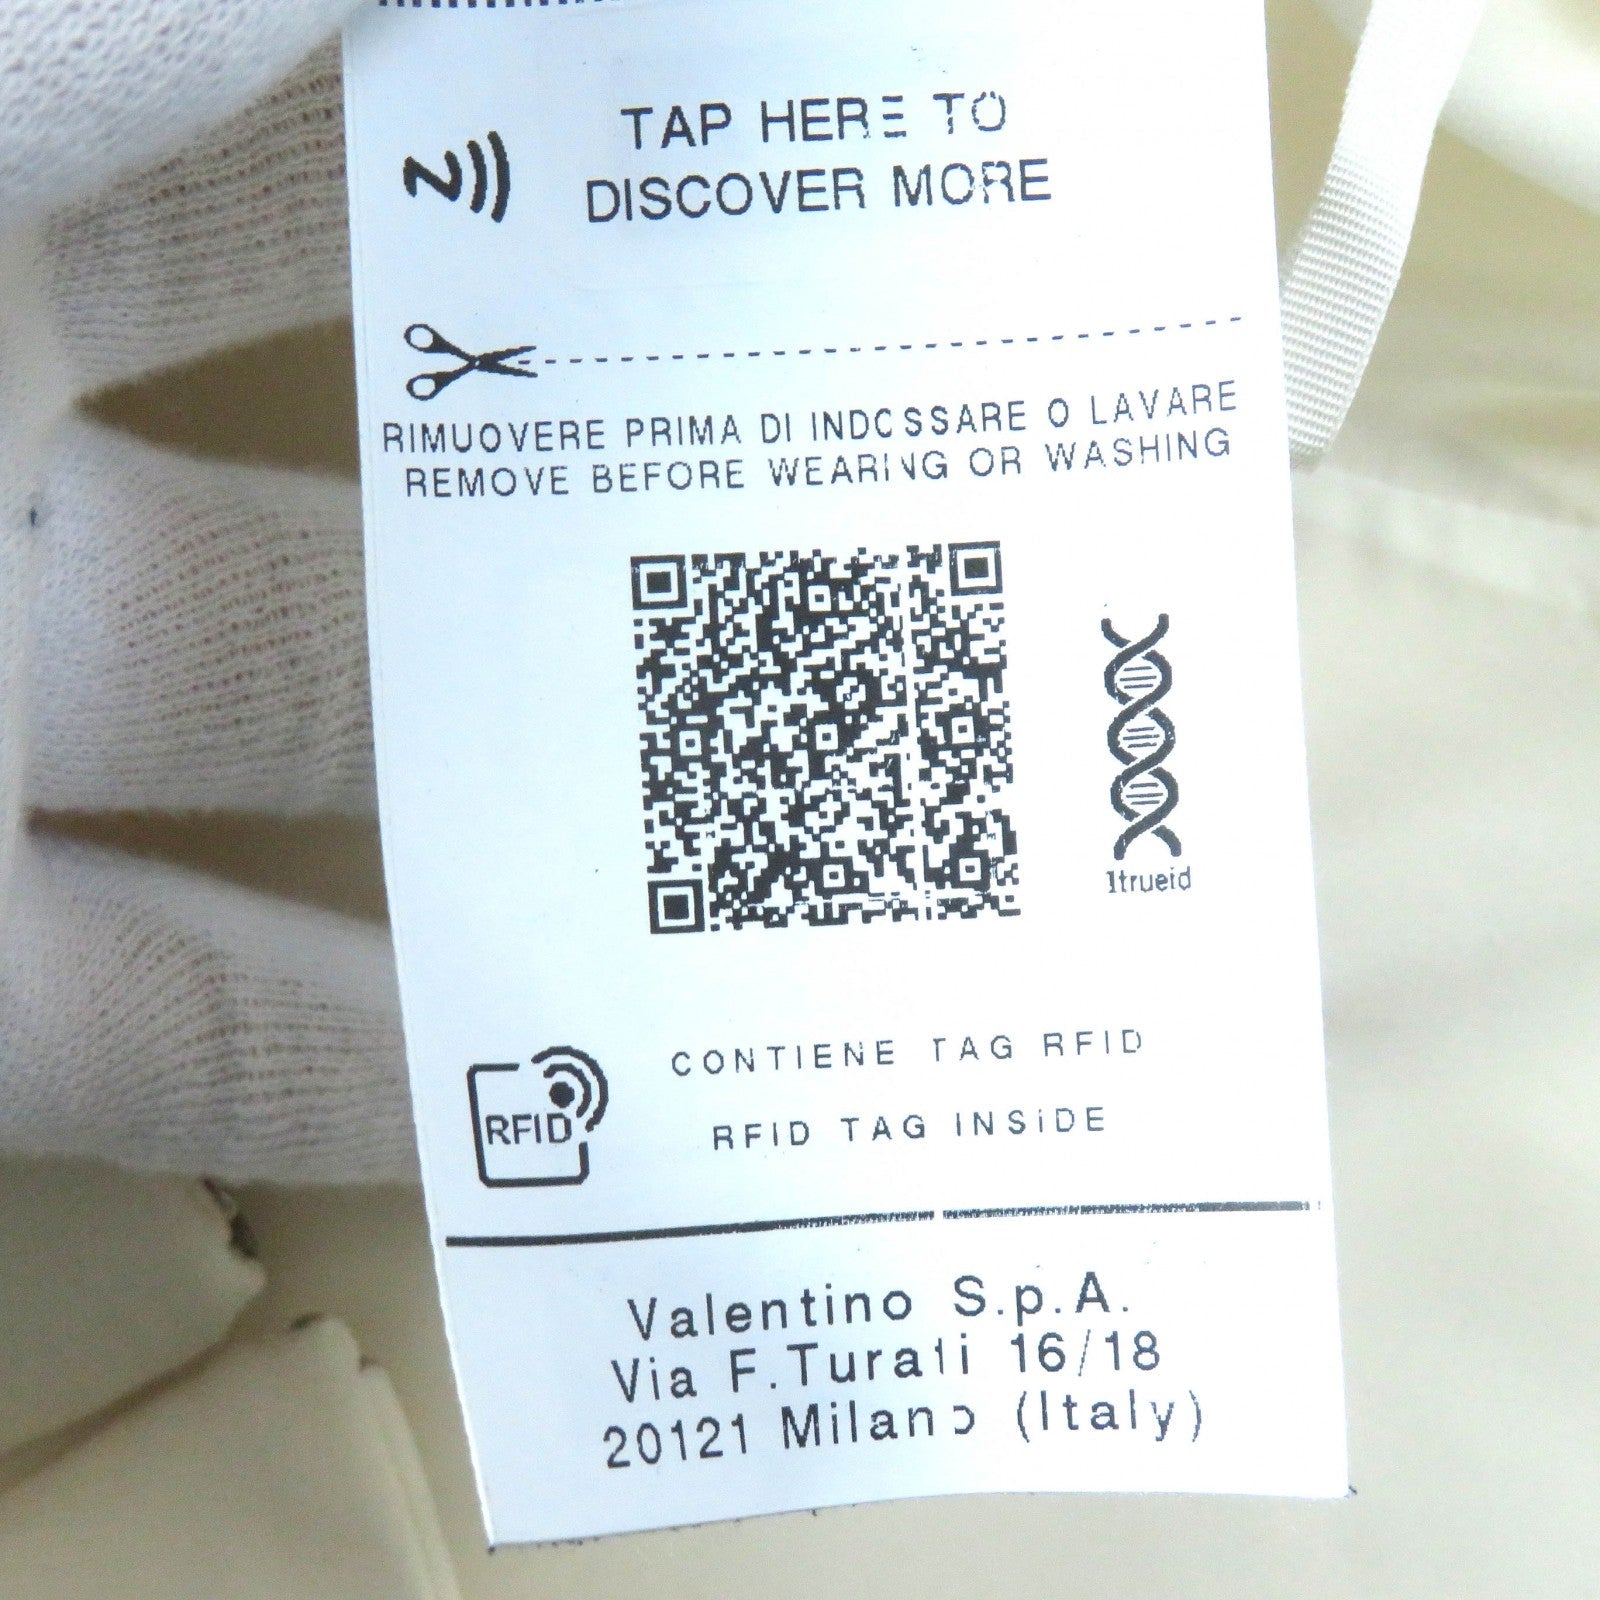 TAP HERE TO
DISCOVER MORE
RIMUOVERE PRIMA DI INDOSSARE O LAVARE
REMOVE BEFORE WEARING OR WASHING
1trueid
CONTIENE TAG RFID
RFID
RFID TAG INSiDE
Valentino S.p.A.
Via F.Turati 16/18
20121 Milano (Italy)